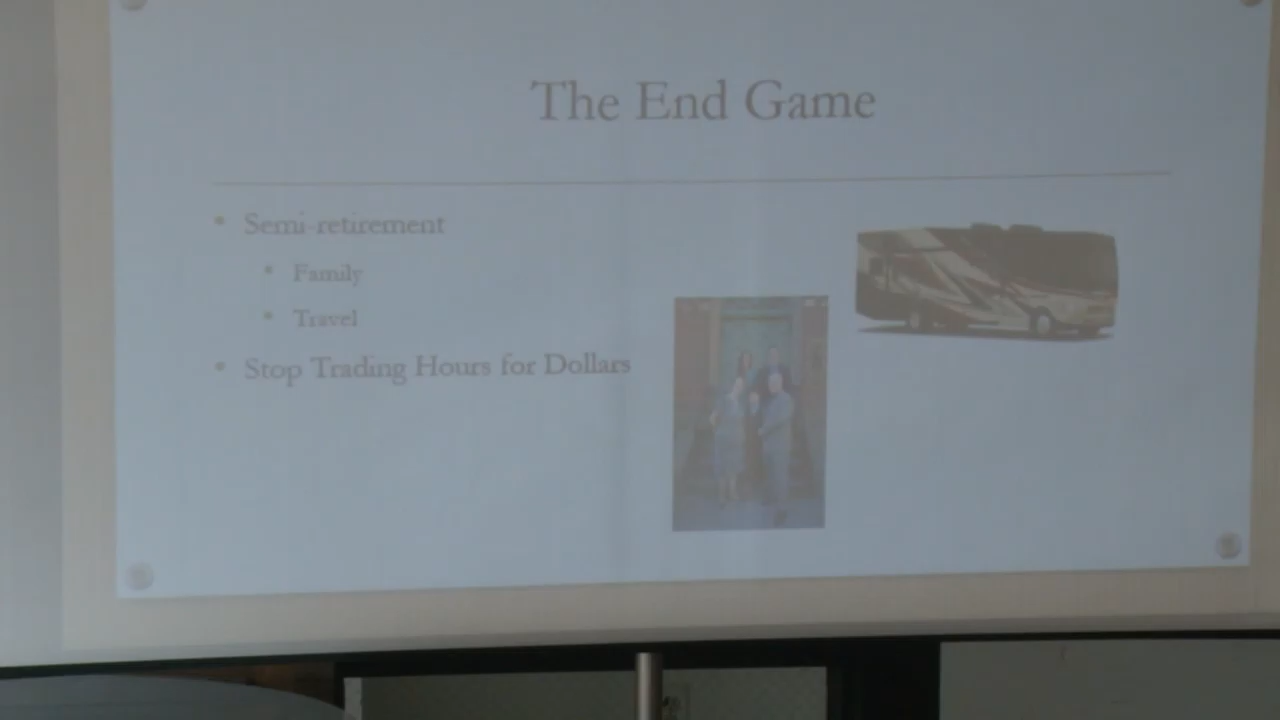 The End Game
Semi-retirement
Family
Travel
Stop Trading Hours for Dollars